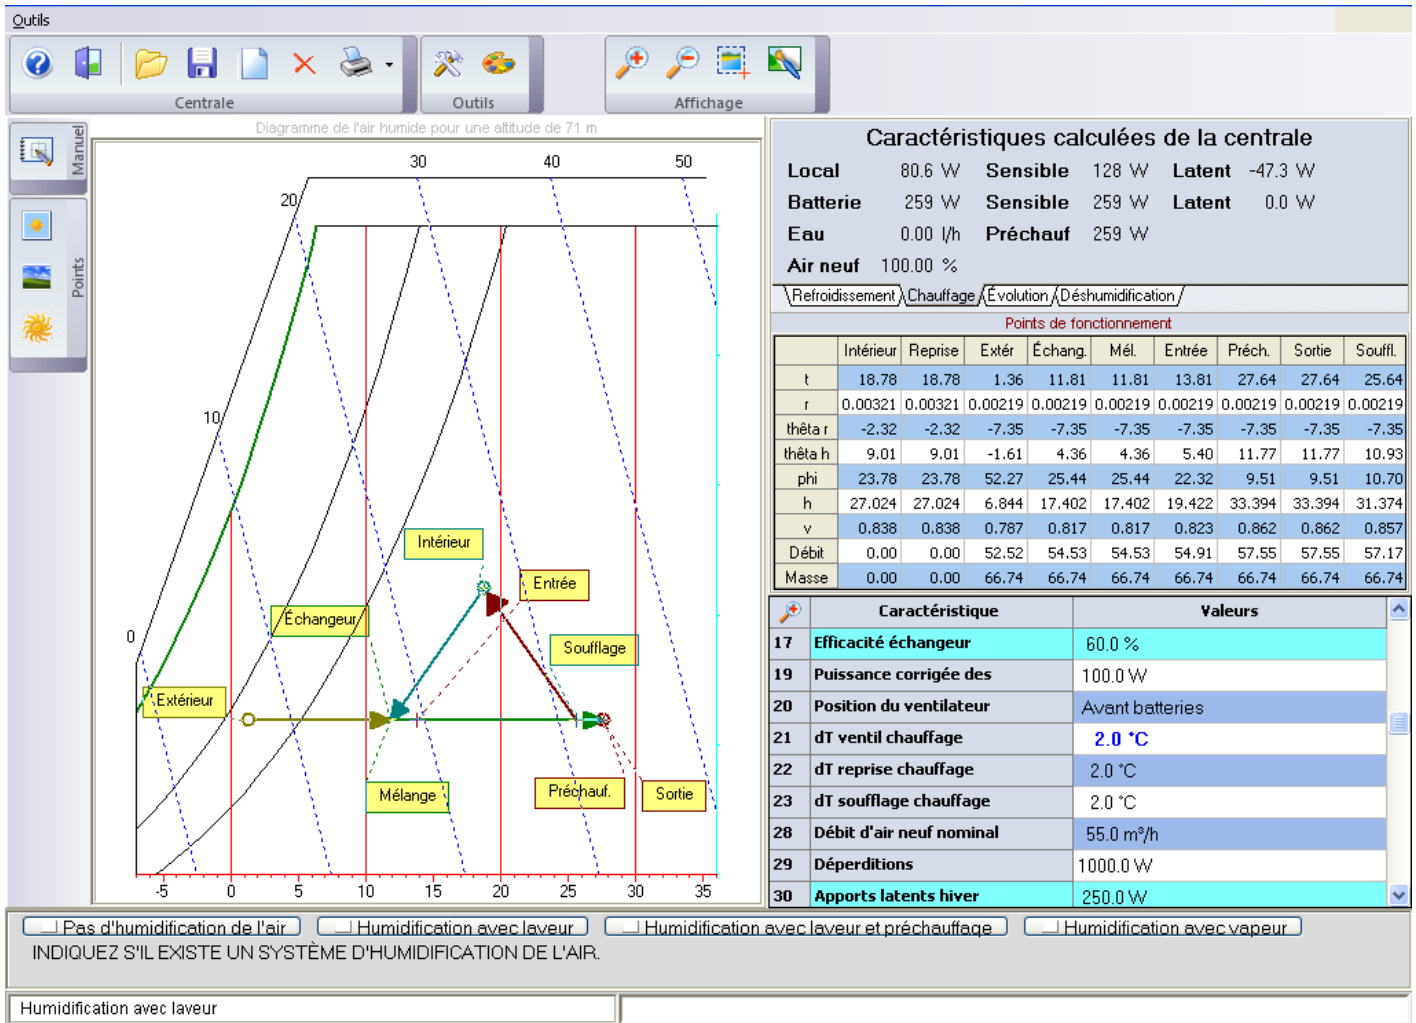 Outils
Centrale
Outils
Affichage
Manuel
Points
Diagramme de l'air humide pour une altitude de 71 m
30 40 50
20
10
0
Intérieur
Entrée
Échangeur
Soufflage
Extérieur
Mélange
Préchauf.
Sortie
-5 0 5 10 15 20 25 30 35
Caractéristiques calculées de la centrale
Local 80.6 W Sensible 128 W Latent -47.3 W
Batterie 259 W Sensible 259 W Latent 0.0 W
Eau 0.00 l/h Préchauf 259 W
Air neuf 100.00 %
Refroidissement Chauffage Évolution Déshumidification
Points de fonctionnement
Intérieur Reprise Extér Échang. Mél. Entrée Préch. Sortie Souffl.
t 18.78 18.78 1.36 11.81 11.81 13.81 27.64 27.64 25.64
r 0.00321 0.00321 0.00219 0.00219 0.00219 0.00219 0.00219 0.00219 0.00219
thêta r -2.32 -2.32 -7.35 -7.35 -7.35 -7.35 -7.35 -7.35 -7.35
thêta h 9.01 9.01 -1.61 4.36 4.36 5.40 11.77 11.77 10.93
phi 23.78 23.78 52.27 25.44 25.44 22.32 9.51 9.51 10.70
h 27.024 27.024 6.844 17.402 17.402 19.422 33.394 33.394 31.374
v 0.838 0.838 0.787 0.817 0.817 0.823 0.862 0.862 0.857
Débit 0.00 0.00 52.52 54.53 54.53 54.91 57.55 57.55 57.17
Masse 0.00 0.00 66.74 66.74 66.74 66.74 66.74 66.74 66.74
Caractéristique Valeurs
17 Efficacité échangeur 60.0 %
19 Puissance corrigée des 100.0 W
20 Position du ventilateur Avant batteries
21 dT ventil chauffage 2.0 °C
22 dT reprise chauffage 2.0 °C
23 dT soufflage chauffage 2.0 °C
28 Débit d'air neuf nominal 55.0 m³/h
29 Déperditions 1000.0 W
30 Apports latents hiver 250.0 W
Pas d'humidification de l'air Humidification avec laveur Humidification avec laveur et préchauffage Humidification avec vapeur
INDIQUEZ S'IL EXISTE UN SYSTÈME D'HUMIDIFICATION DE L'AIR.
Humidification avec laveur